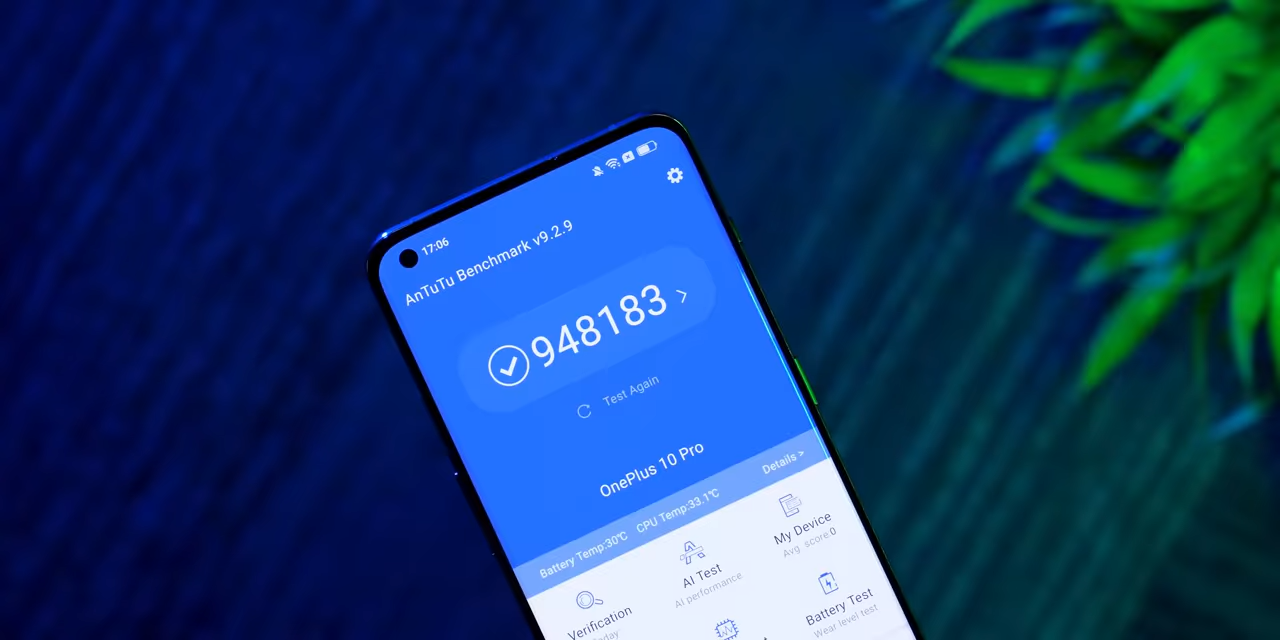 17:06
AnTuTu Benchmark v9.2.9
948183 >
Test Again
OnePlus 10 Pro
Battery Temp:30℃ CPU Temp:33.1℃ Details >
Verification
AI Test
AI performance
My Device
Avg score:0
Battery Test
Wear level test